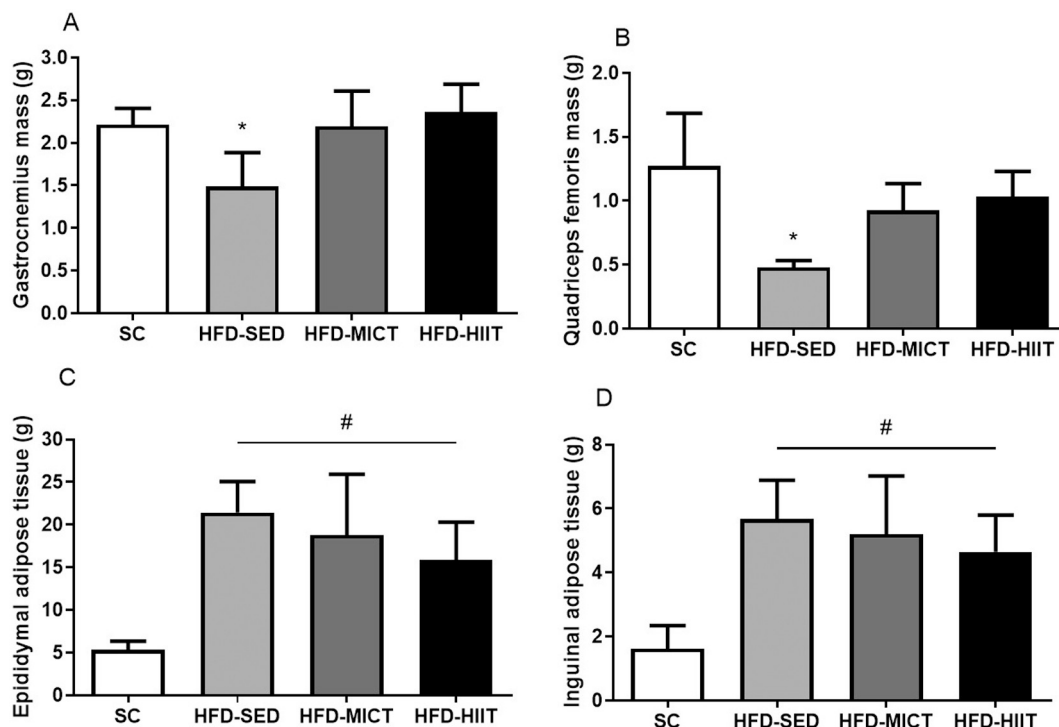 A
Gastrocnemius mass (g)
3.0
2.5
2.0
1.5
1.0
0.5
0.0
*
SC HFD-SED HFD-MICT HFD-HIIT
B
Quadriceps femoris mass (g)
2.0
1.5
1.0
0.5
0.0
*
SC HFD-SED HFD-MICT HFD-HIIT
C
Epididymal adipose tissue (g)
30
25
20
15
10
5
0
#
SC HFD-SED HFD-MICT HFD-HIIT
D
Inguinal adipose tissue (g)
8
6
4
2
0
#
SC HFD-SED HFD-MICT HFD-HIIT